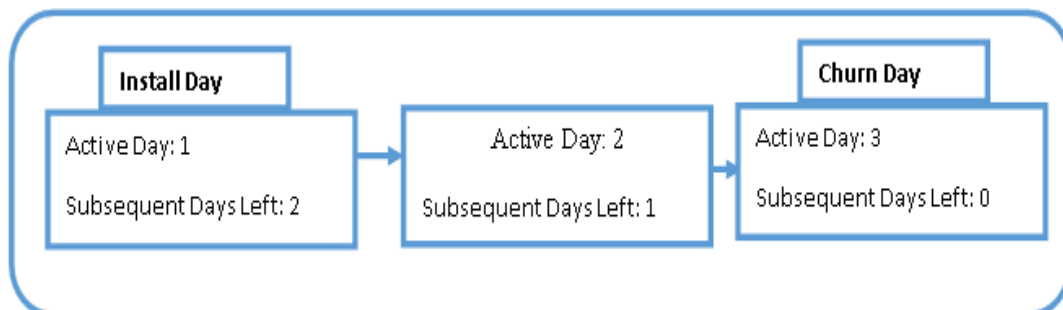 Install Day
Active Day: 1
Subsequent Days Left: 2
Active Day: 2
Subsequent Days Left: 1
Churn Day
Active Day: 3
Subsequent Days Left: 0